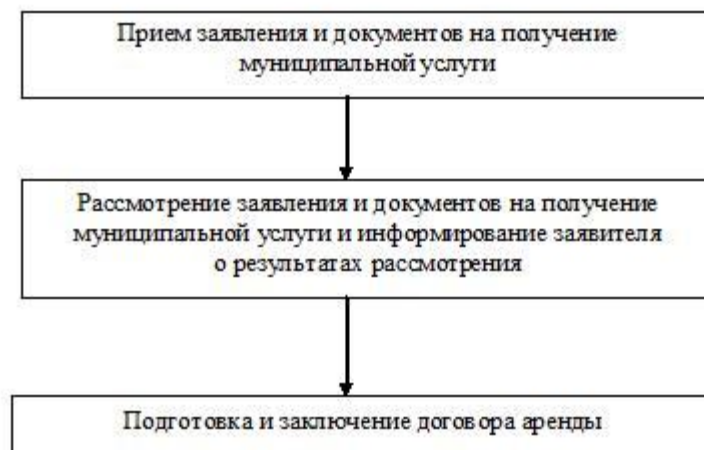 Прием заявления и документов на получение
муниципальной услуги
Рассмотрение заявления и документов на получение
муниципальной услуги и информирование заявителя
о результатах рассмотрения
Подготовка и заключение договора аренды